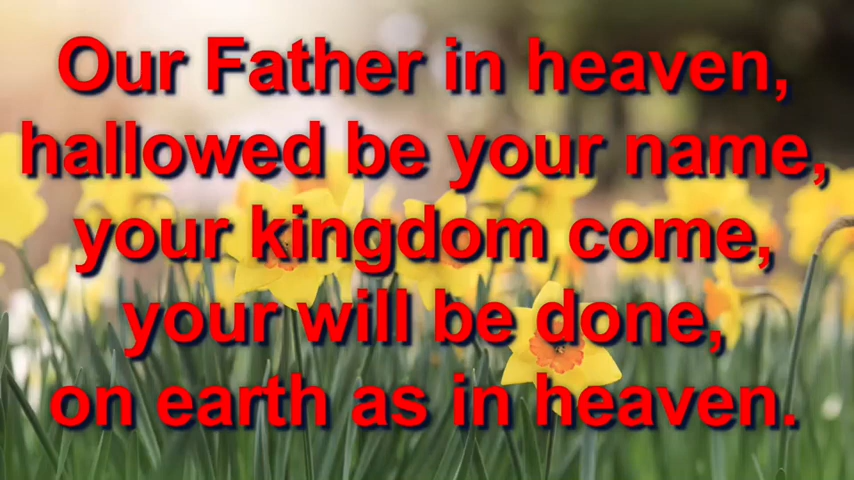 Our Father in heaven,
hallowed be your name,
your kingdom come,
your will be done,
on earth as in heaven.